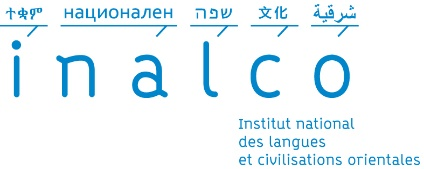 ተቋም национален שפה 文化 شرقية
inalco
Institut national
des langues
et civilisations orientales